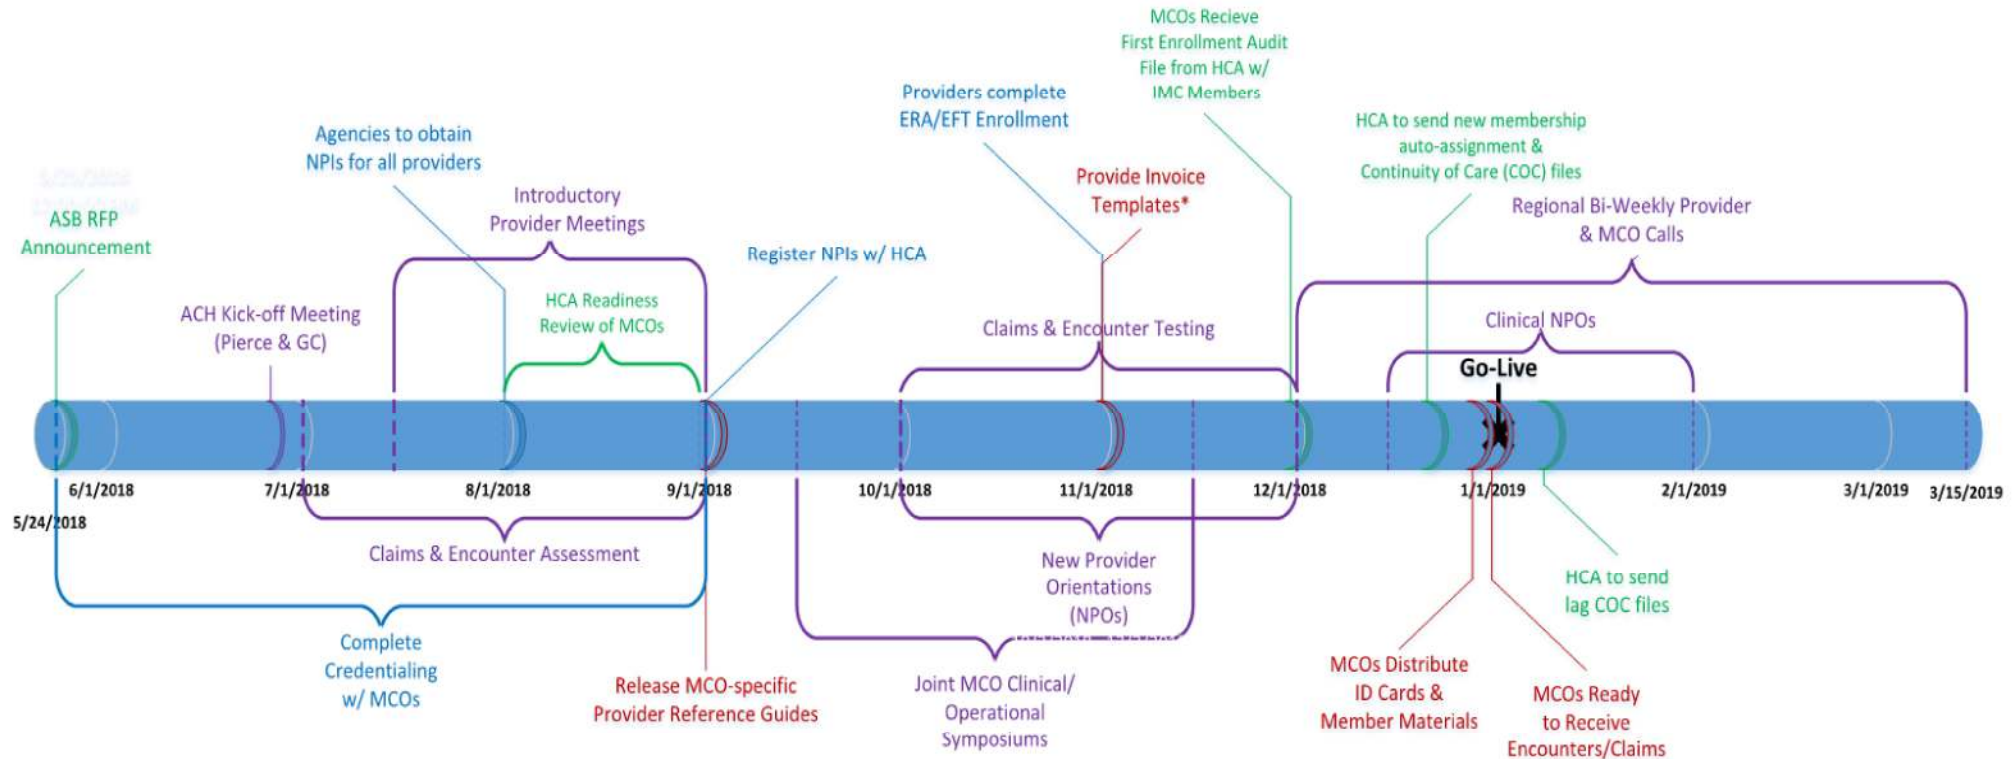 MCOs Recieve
First Enrollment Audit
File from HCA w/
IMC Members
Providers complete
ERA/EFT Enrollment
HCA to send new membership
auto-assignment &
Continuity of Care (COC) files
Agencies to obtain
NPIs for all providers
Provide Invoice
Templates*
Introductory
Provider Meetings
Regional Bi-Weekly Provider
& MCO Calls
ASB RFP
Announcement
Register NPIs w/ HCA
ACH Kick-off Meeting
(Pierce & GC)
HCA Readiness
Review of MCOs
Claims & Encounter Testing
Clinical NPOs
Go-Live
6/1/2018
7/1/2018
8/1/2018
9/1/2018
10/1/2018
11/1/2018
12/1/2018
1/1/2019
2/1/2019
3/1/2019
3/15/2019
5/24/2018
Claims & Encounter Assessment
New Provider
Orientations
(NPOs)
HCA to send
lag COC files
Complete
Credentialing
w/ MCOs
Release MCO-specific
Provider Reference Guides
Joint MCO Clinical/
Operational
Symposiums
MCOs Distribute
ID Cards &
Member Materials
MCOs Ready
to Receive
Encounters/Claims